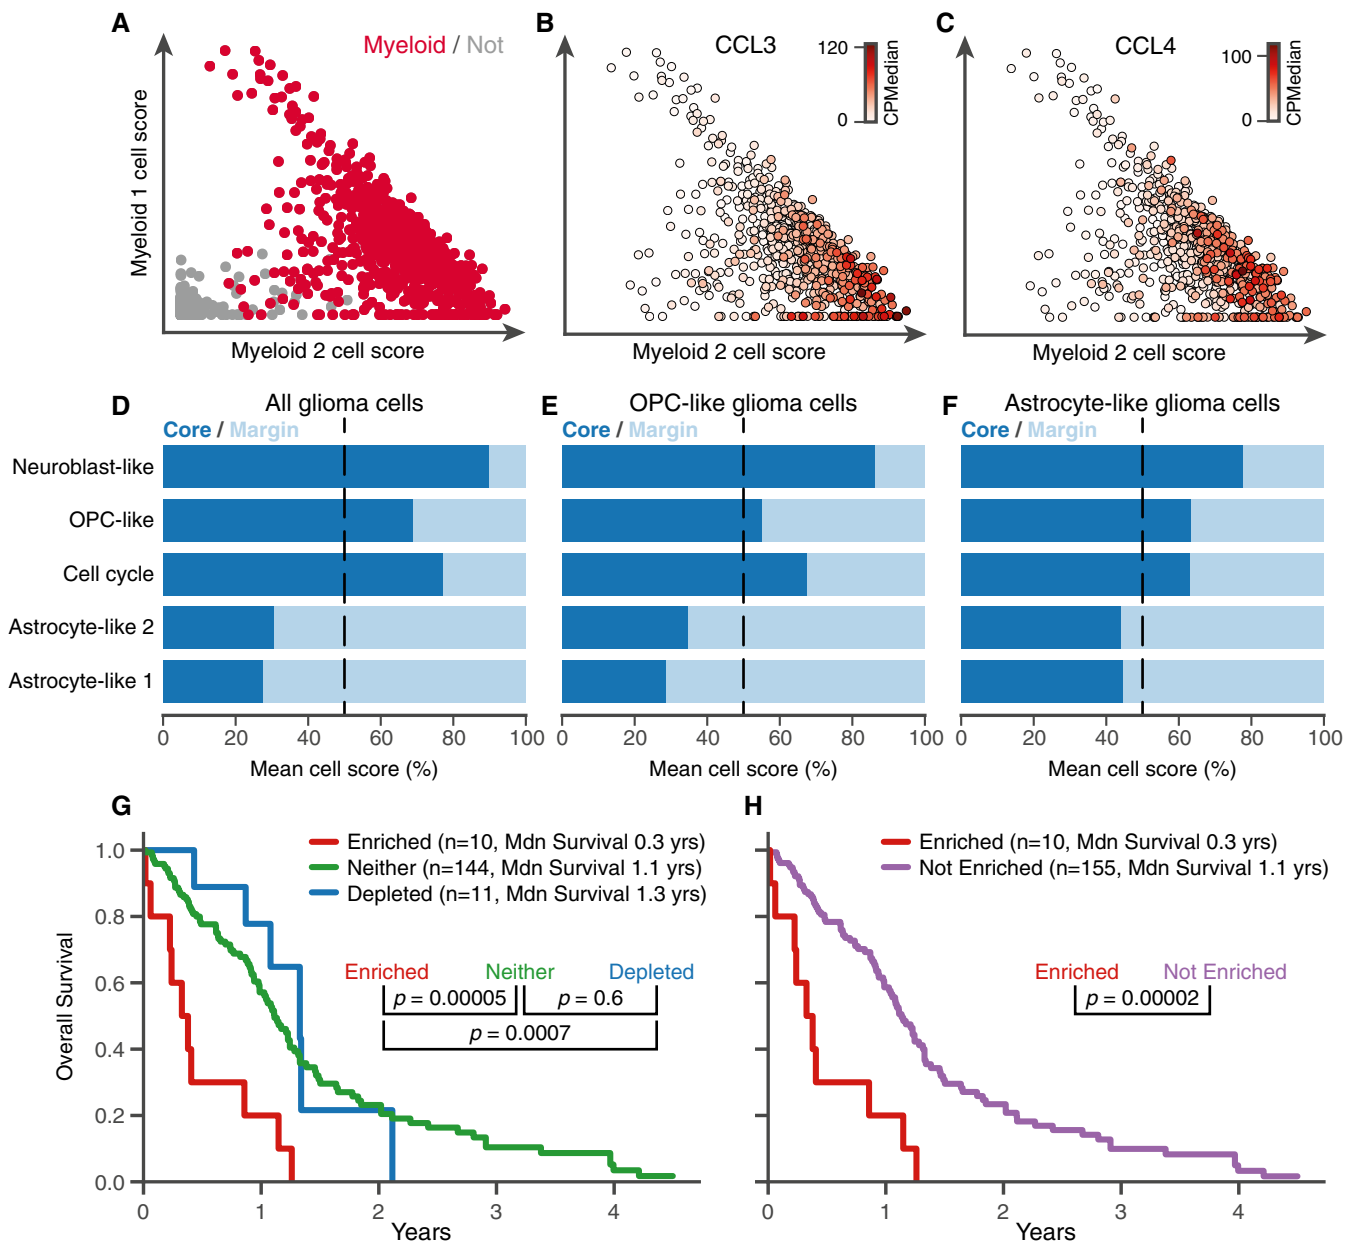 A
Myeloid / Not
Myeloid 1 cell score
Myeloid 2 cell score
B
CCL3
120
0
CPMedian
Myeloid 2 cell score
C
CCL4
100
0
CPMedian
Myeloid 2 cell score
D
All glioma cells
Core / Margin
Neuroblast-like
OPC-like
Cell cycle
Astrocyte-like 2
Astrocyte-like 1
0 20 40 60 80 100
Mean cell score (%)
E
OPC-like glioma cells
Core / Margin
0 20 40 60 80 100
Mean cell score (%)
F
Astrocyte-like glioma cells
Core / Margin
0 20 40 60 80 100
Mean cell score (%)
G
Enriched (n=10, Mdn Survival 0.3 yrs)
Neither (n=144, Mdn Survival 1.1 yrs)
Depleted (n=11, Mdn Survival 1.3 yrs)
Enriched Neither Depleted
p = 0.00005 p = 0.6
p = 0.0007
Overall Survival
1.0
0.8
0.6
0.4
0.2
0.0
0 1 2 3 4
Years
H
Enriched (n=10, Mdn Survival 0.3 yrs)
Not Enriched (n=155, Mdn Survival 1.1 yrs)
Enriched Not Enriched
p = 0.00002
0 1 2 3 4
Years